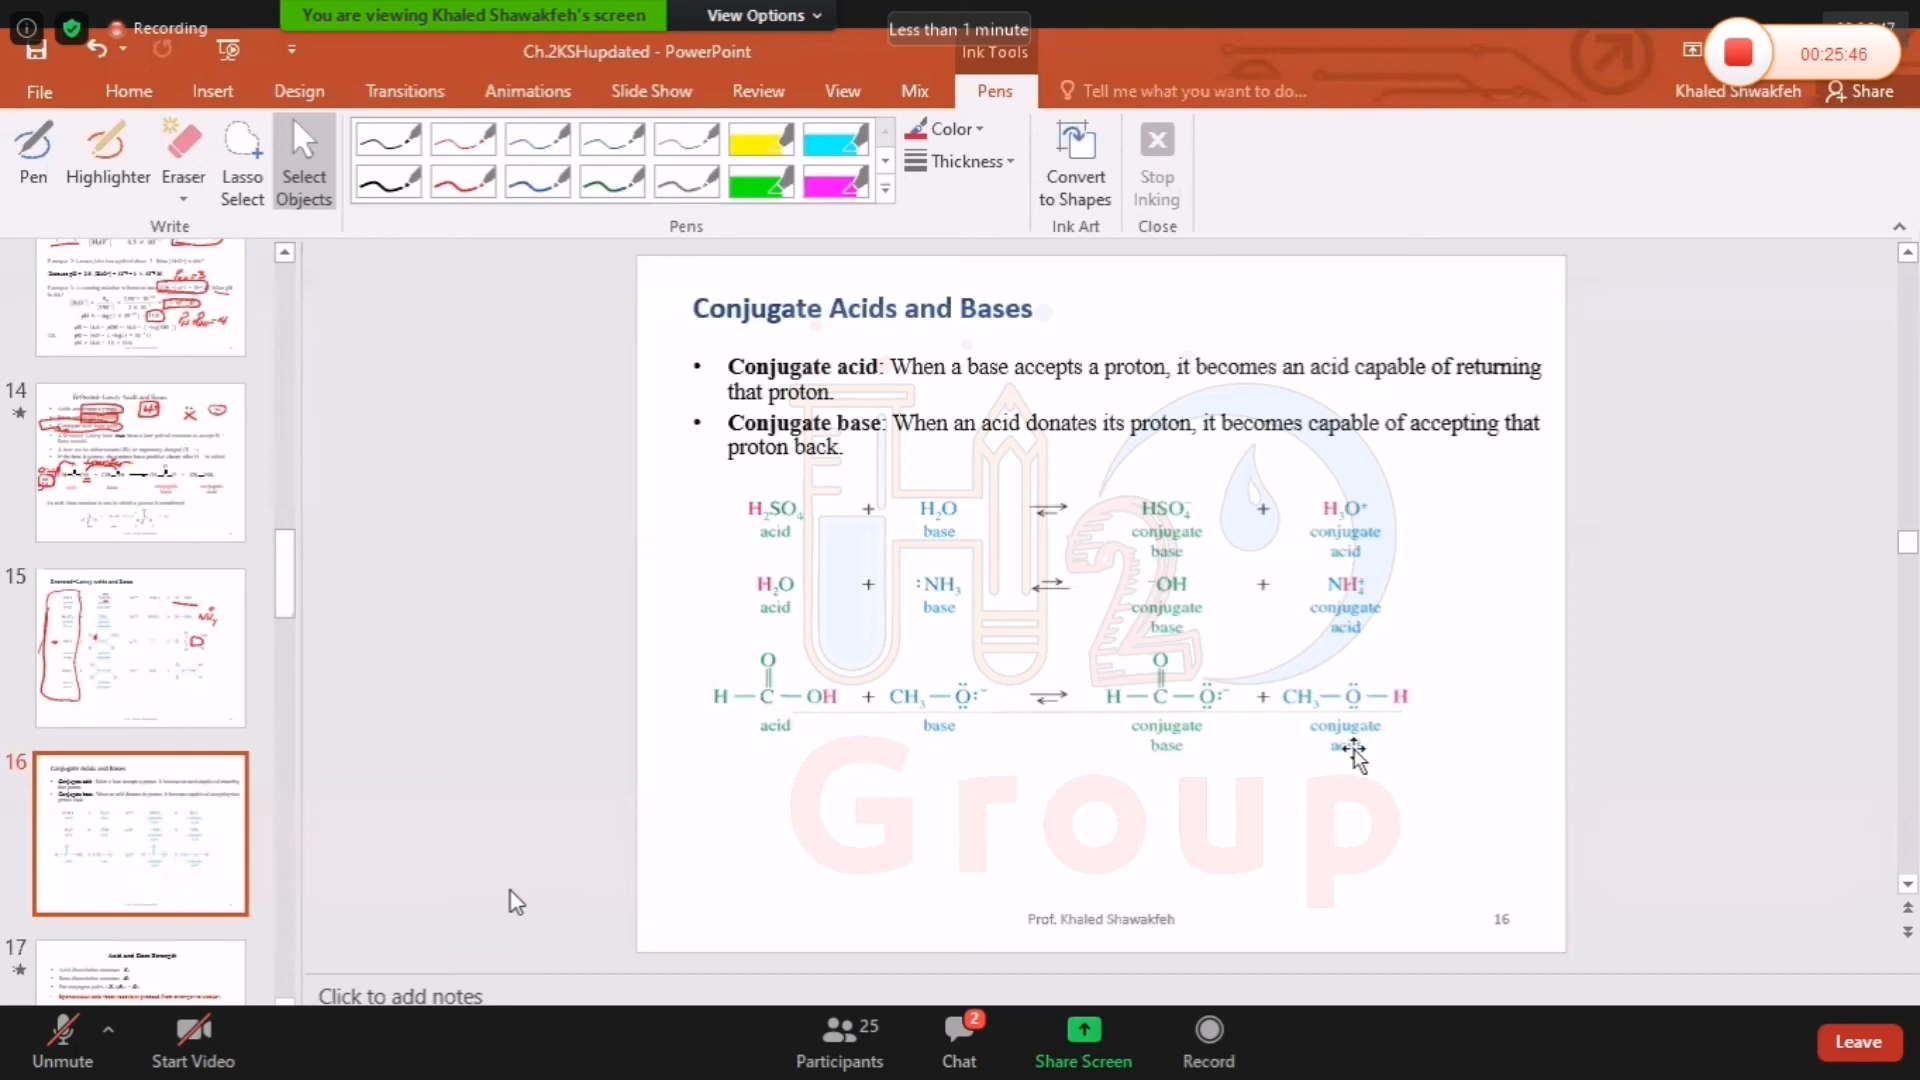 You are viewing Khaled Shawakfeh's screen
View Options
Recording
Less than 1 minute
Ch.2KSHupdated - PowerPoint
Ink Tools
00:25:46
File
Home
Insert
Design
Transitions
Animations
Slide Show
Review
View
Mix
Pens
Tell me what you want to do...
Khaled Shwakfeh
Share
Pen
Highlighter
Eraser
Lasso Select
Select Objects
Color
Thickness
Convert to Shapes
Stop Inking
Write
Pens
Ink Art
Close
14
15
16
17
Conjugate Acids and Bases
• Conjugate acid: When a base accepts a proton, it becomes an acid capable of returning
that proton.
• Conjugate base: When an acid donates its proton, it becomes capable of accepting that
proton back.
H₂SO₄ + H₂O ⇌ HSO₄⁻ + H₃O⁺
acid base conjugate base conjugate acid
H₂O + :NH₃ ⇌ ⁻OH + NH₄⁺
acid base conjugate base conjugate acid
O O
H — C — OH + CH₃ — O:⁻ ⇌ H — C — O:⁻ + CH₃ — O — H
acid base conjugate base conjugate
H2O
Group
Prof. Khaled Shawakfeh
16
Click to add notes
Unmute
Start Video
25
Participants
2
Chat
Share Screen
Record
Leave